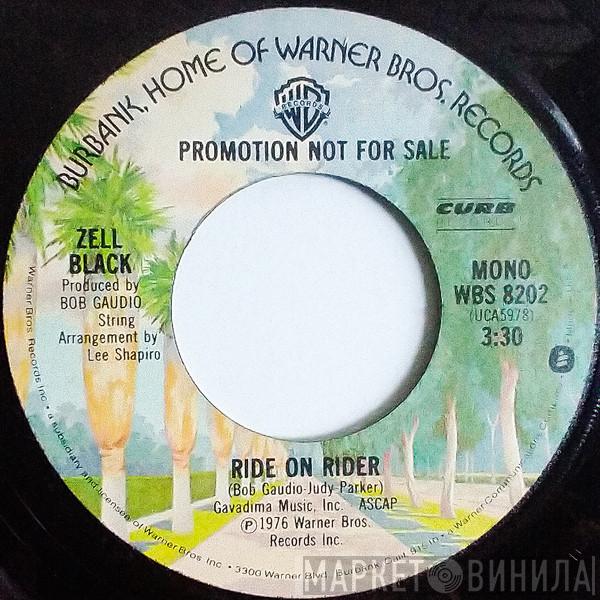 BURBANK, HOME OF WARNER BROS. RECORDS
WB
RECORDS
PROMOTION NOT FOR SALE
CURB
ZELL
BLACK
Produced by
BOB GAUDIO
String
Arrangement by
Lee Shapiro
MONO
WBS 8202
(UCA5978)
3:30
RIDE ON RIDER
(Bob Gaudio-Judy Parker)
Gavadima Music, Inc. ASCAP
℗1976 Warner Bros.
Records Inc.
Warner Bros. Records Inc. • a subsidiary and licensee of Warner Bros. Inc. • 3300 Warner Blvd., Burbank, Calif. • a Warner Communications
МАРКЕТ ВИНИЛА